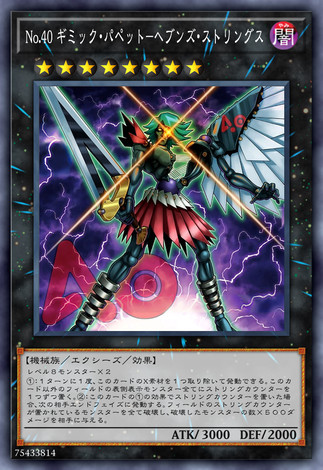 No.40 ギミック・パペット-ヘブンズ・ストリングス
闇
やみ
40
40
【機械族/エクシーズ/効果】
レベル8モンスター×2
①:1ターンに1度、このカードのX素材を1つ取り除いて発動できる。このカ
ード以外のフィールドの表側表示モンスター全てにストリングカウンターを
1つずつ置く。②:このカードの①の効果でストリングカウンターを置いた場
合、次の相手エンドフェイズに発動する。フィールドのストリングカウンター
が置かれているモンスターを全て破壊し、破壊したモンスターの数×500ダ
メージを相手に与える。
ATK/3000 DEF/2000
75433814